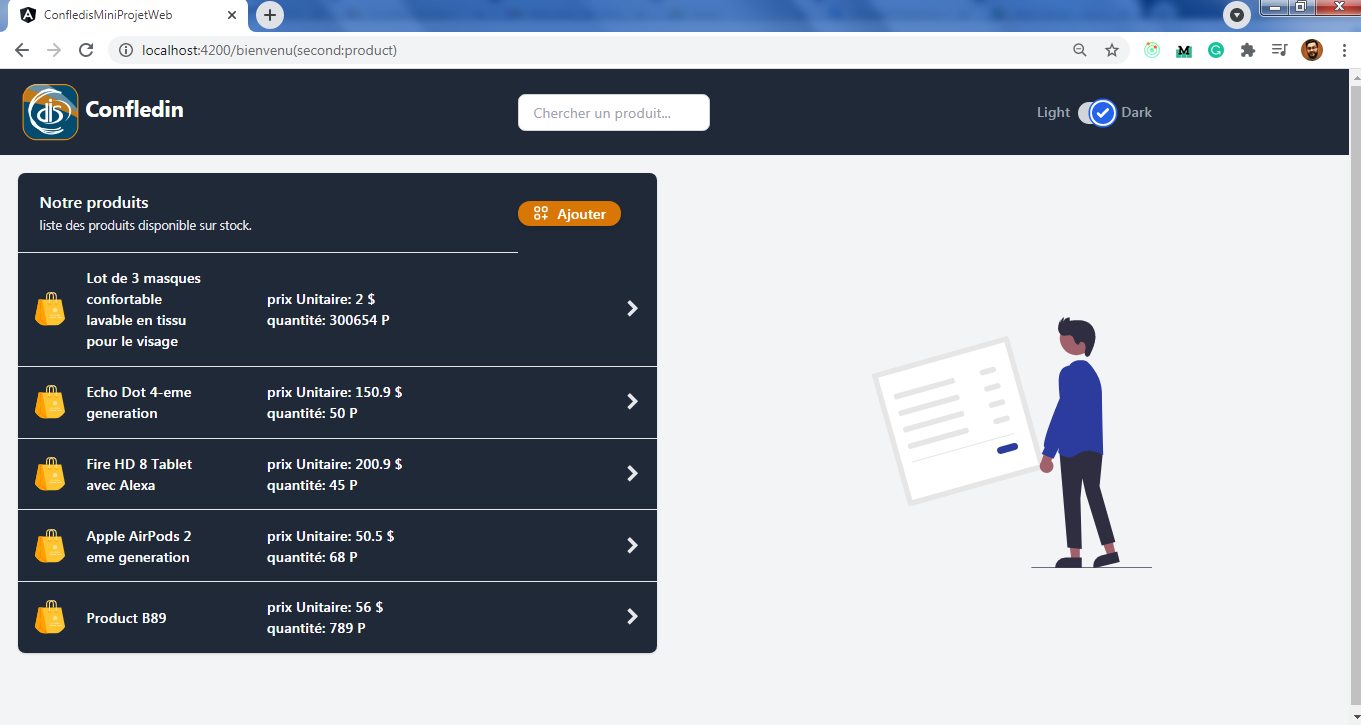 ConfledisMiniProjetWeb
localhost:4200/bienvenu(second:product)
dis
Confledin
Chercher un produit...
Light
Dark
Notre produits
liste des produits disponible sur stock.
Ajouter
Lot de 3 masques
confortable
lavable en tissu
pour le visage
prix Unitaire: 2 $
quantité: 300654 P
Echo Dot 4-eme
generation
prix Unitaire: 150.9 $
quantité: 50 P
Fire HD 8 Tablet
avec Alexa
prix Unitaire: 200.9 $
quantité: 45 P
Apple AirPods 2
eme generation
prix Unitaire: 50.5 $
quantité: 68 P
Product B89
prix Unitaire: 56 $
quantité: 789 P